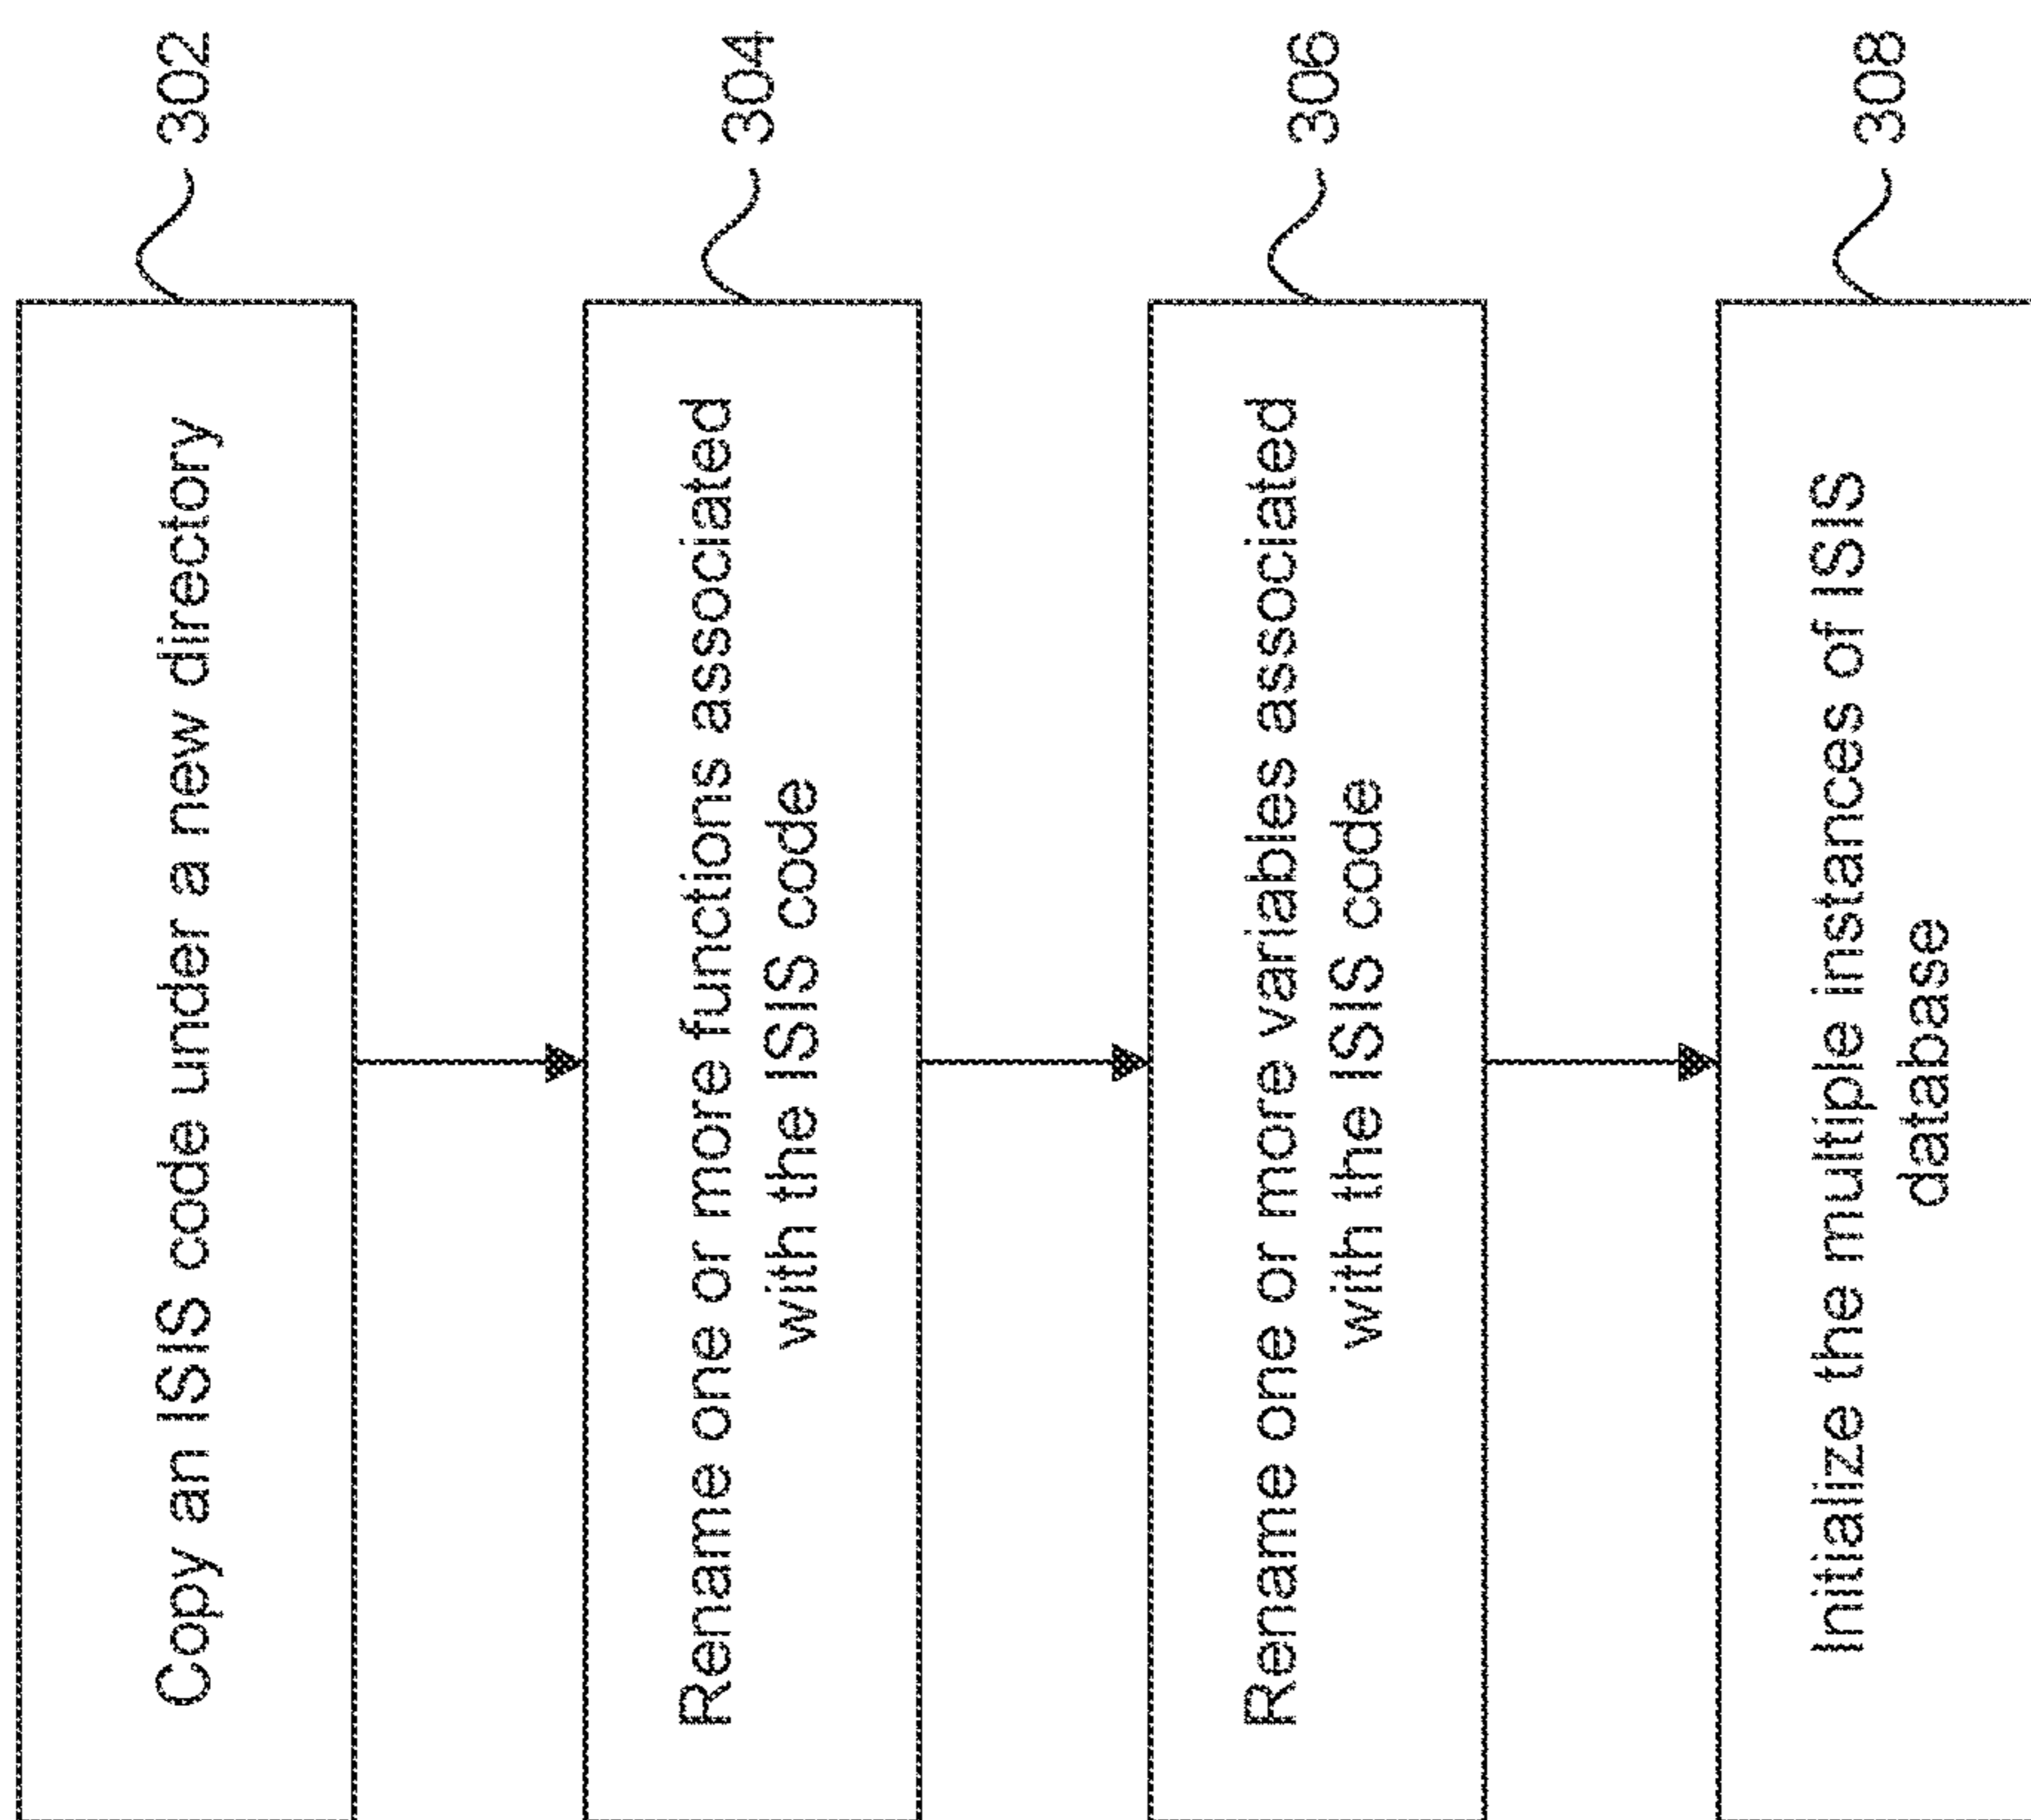 Copy an ISIS code under a new directory
302
Rename one or more functions associated
with the ISIS code
304
Rename one or more variables associated
with the ISIS code
306
Initialize the multiple instances of ISIS
database
308